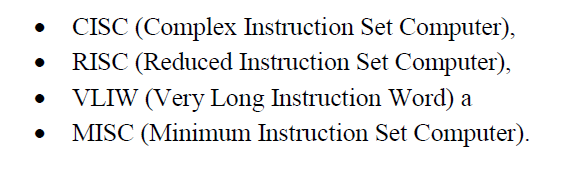 • CISC (Complex Instruction Set Computer),
• RISC (Reduced Instruction Set Computer),
• VLIW (Very Long Instruction Word) a
• MISC (Minimum Instruction Set Computer).